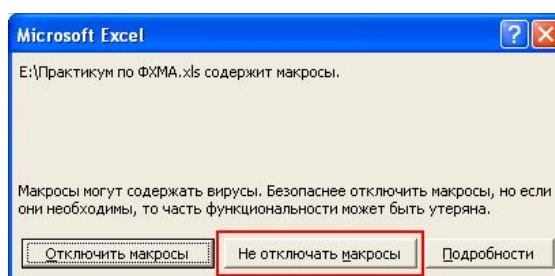 Microsoft Excel
E:\Практикум по ФХМА.xls содержит макросы.
Макросы могут содержать вирусы. Безопаснее отключить макросы, но если
они необходимы, то часть функциональности может быть утеряна.
Отключить макросы Не отключать макросы Подробности